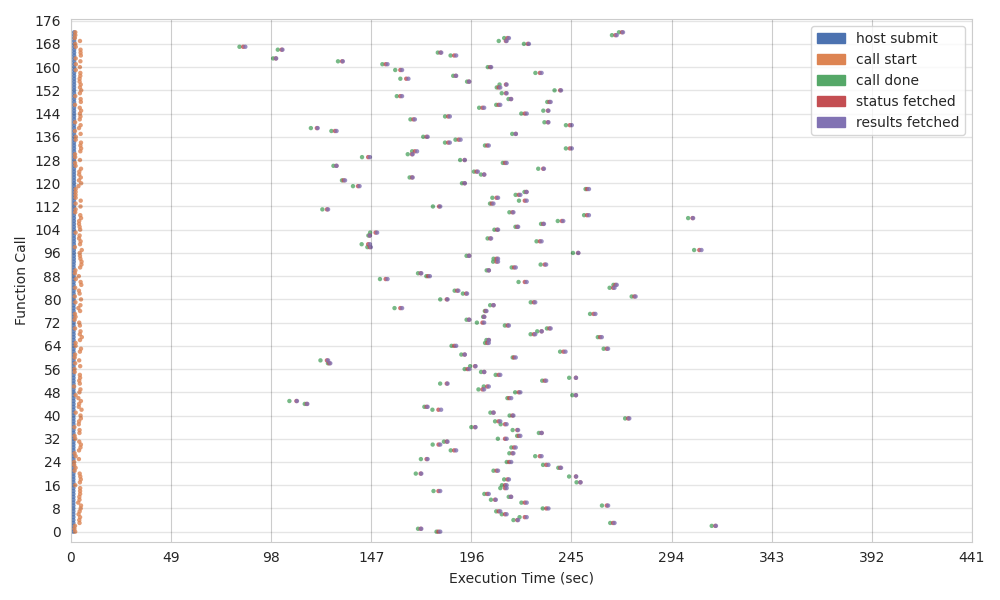 176
168
160
152
144
136
128
120
112
104
96
88
80
72
64
56
48
40
32
24
16
8
0
Function Call
host submit
call start
call done
status fetched
results fetched
0 49 98 147 196 245 294 343 392 441
Execution Time (sec)